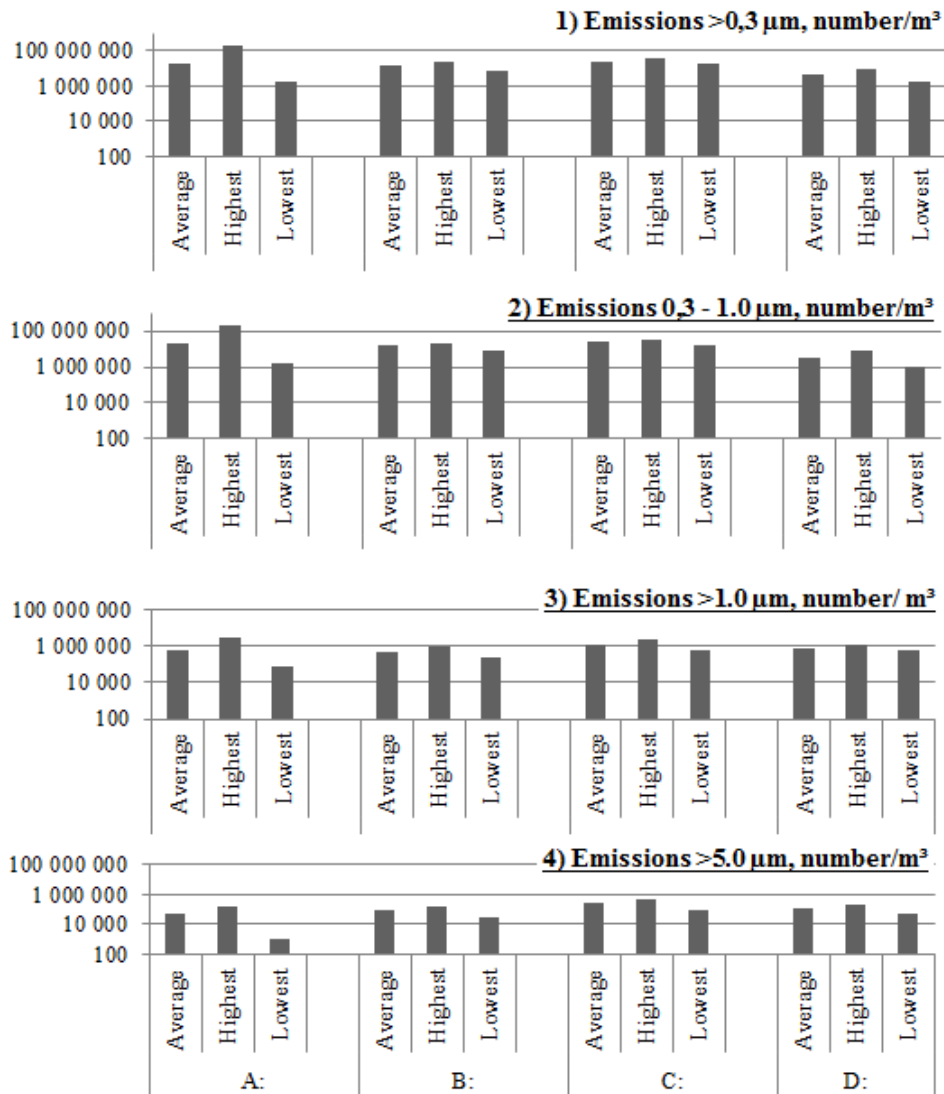 1) Emissions >0,3 µm, number/m³
100 000 000
1 000 000
10 000
100
Average Highest Lowest Average Highest Lowest Average Highest Lowest Average Highest Lowest
2) Emissions 0,3 - 1.0 µm, number/m³
100 000 000
1 000 000
10 000
100
Average Highest Lowest Average Highest Lowest Average Highest Lowest Average Highest Lowest
3) Emissions >1.0 µm, number/ m³
100 000 000
1 000 000
10 000
100
Average Highest Lowest Average Highest Lowest Average Highest Lowest Average Highest Lowest
4) Emissions >5.0 µm, number/m³
100 000 000
1 000 000
10 000
100
Average Highest Lowest Average Highest Lowest Average Highest Lowest Average Highest Lowest
A: B: C: D: